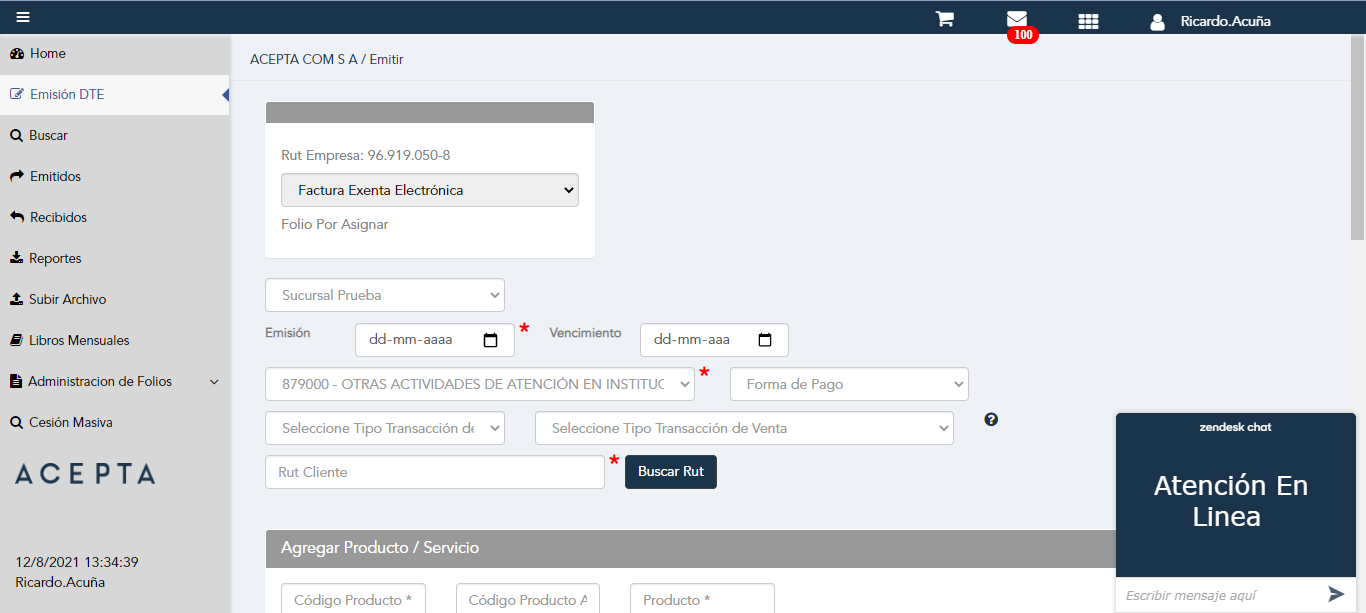 100
Ricardo.Acuña
Home
Emisión DTE
Buscar
Emitidos
Recibidos
Reportes
Subir Archivo
Libros Mensuales
Administracion de Folios
Cesión Masiva
ACEPTA
12/8/2021 13:34:39
Ricardo.Acuña
ACEPTA COM S A / Emitir
Rut Empresa: 96.919.050-8
Factura Exenta Electrónica
Folio Por Asignar
Sucursal Prueba
Emisión dd-mm-aaaa * Vencimiento dd-mm-aaa
879000 - OTRAS ACTIVIDADES DE ATENCIÓN EN INSTITUC * Forma de Pago
Seleccione Tipo Transacción de Seleccione Tipo Transacción de Venta ?
Rut Cliente * Buscar Rut
Agregar Producto / Servicio
Código Producto * Código Producto A Producto *
zendesk chat
Atención En
Linea
Escribir mensaje aquí